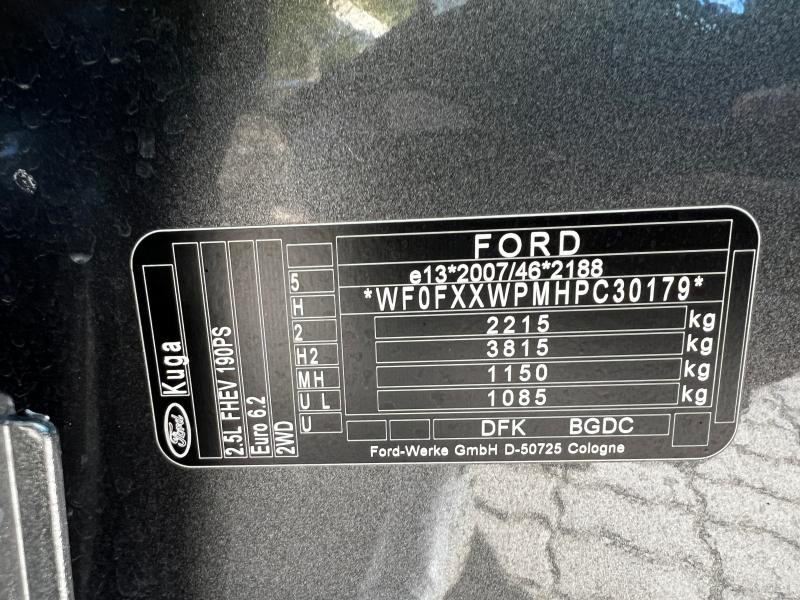 FORD
e13*2007/46*2188
*WF0FXXWPMHPC30179*
2215 kg
3815 kg
1150 kg
1085 kg
DFK BGDC
Ford-Werke GmbH D-50725 Cologne
5
H
2
H2
MH
U L
U
Ford Kuga
2.5L FHEV 190PS
Euro 6.2
2WD